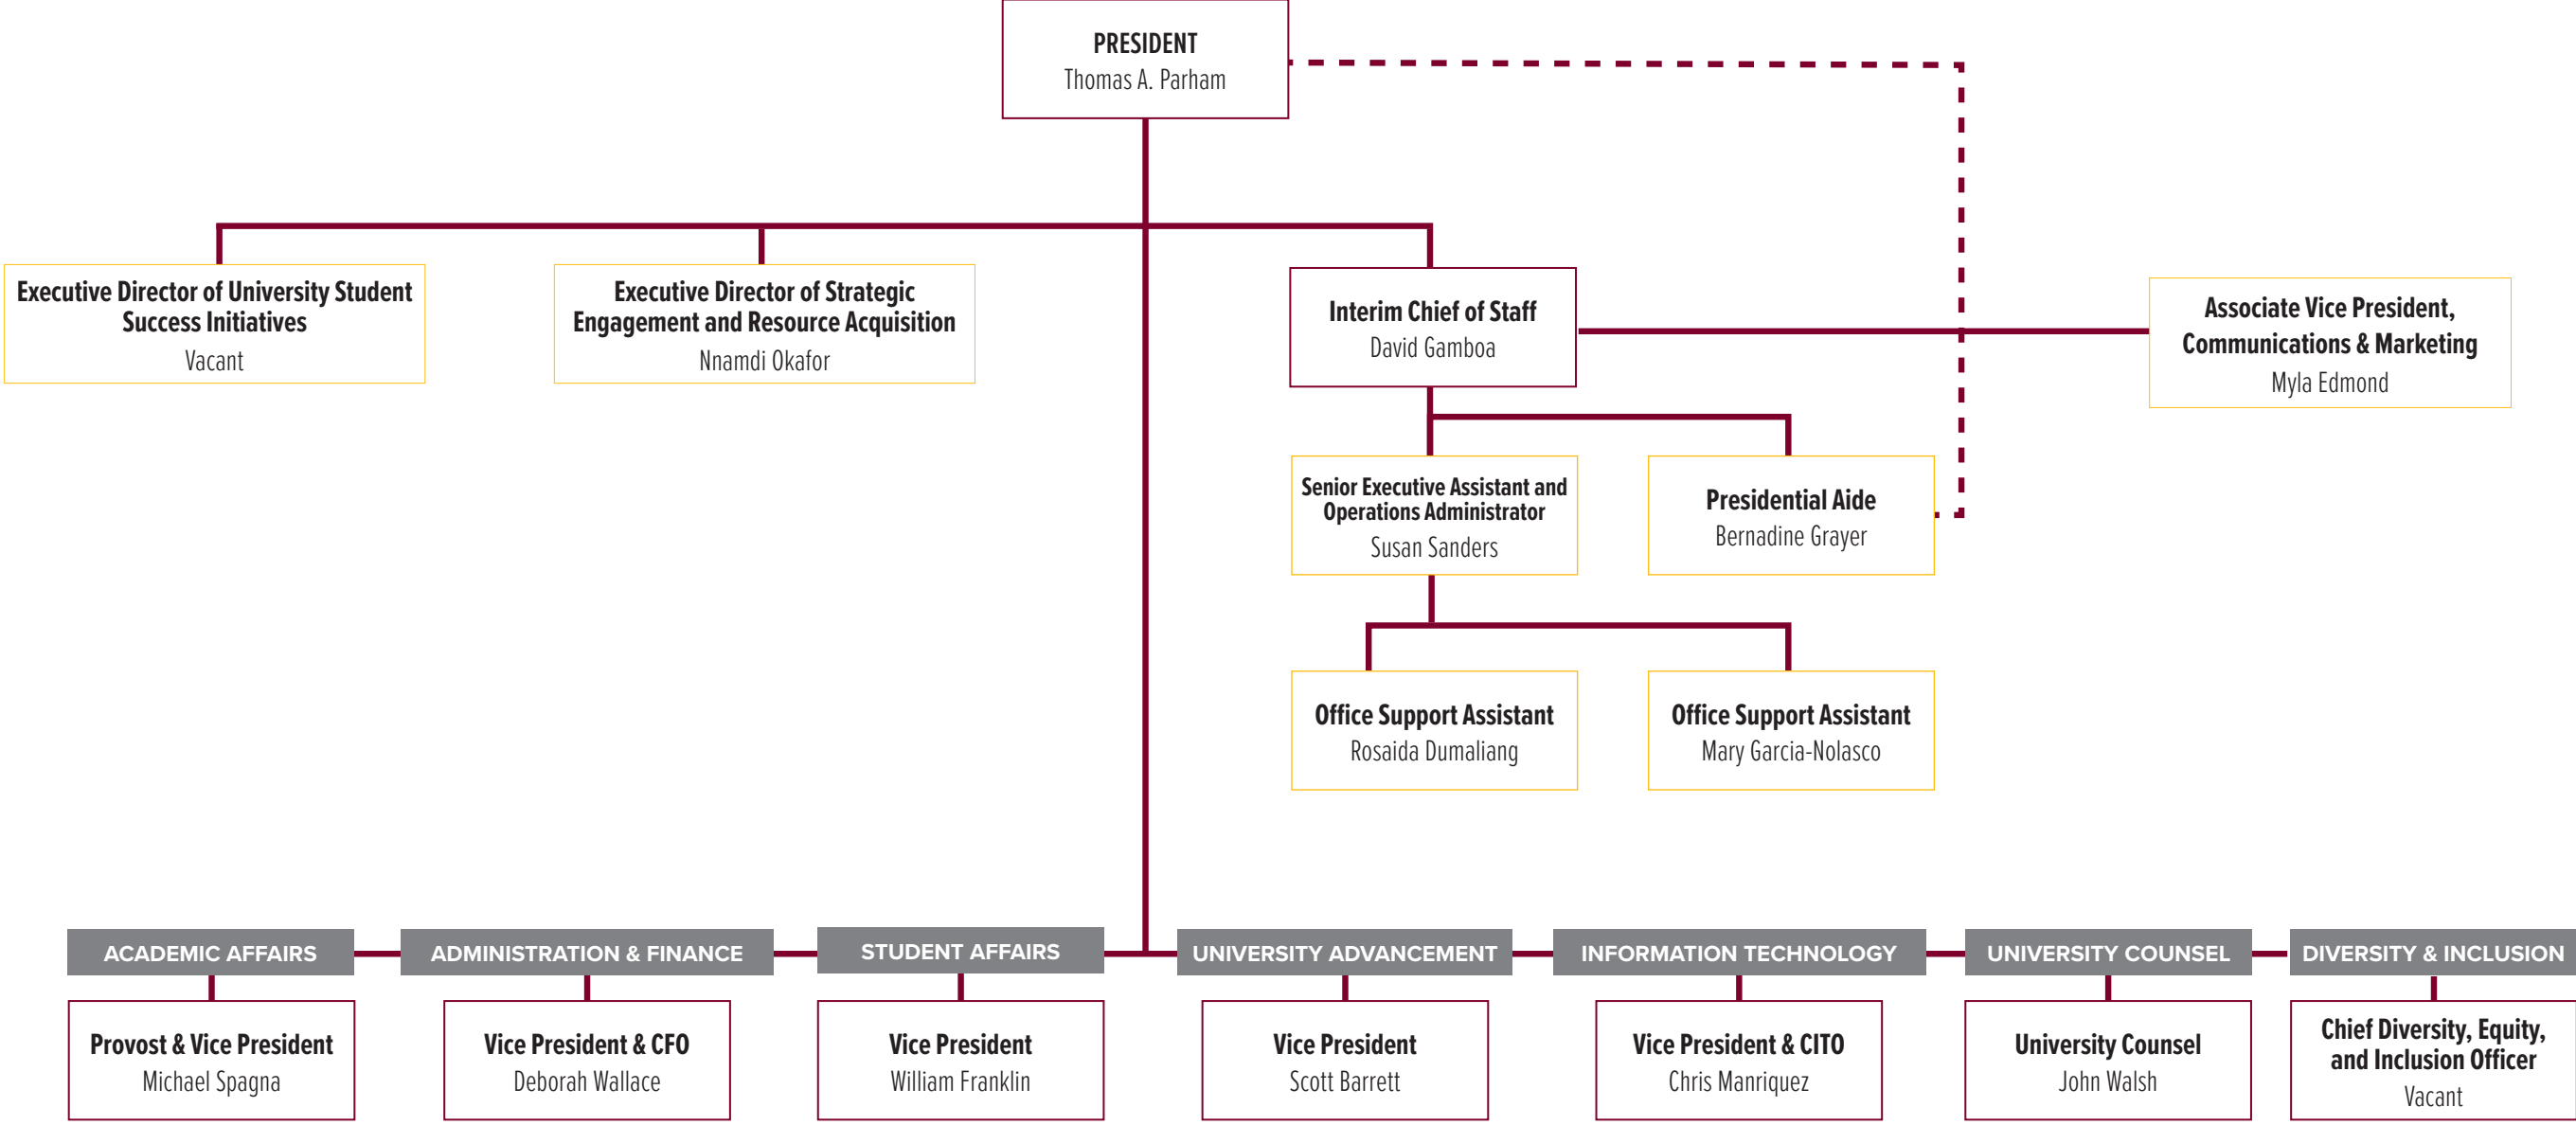 PRESIDENT
Thomas A. Parham
Executive Director of University Student
Success Initiatives
Vacant
Executive Director of Strategic
Engagement and Resource Acquisition
Nnamdi Okafor
Interim Chief of Staff
David Gamboa
Associate Vice President,
Communications & Marketing
Myla Edmond
Senior Executive Assistant and
Operations Administrator
Susan Sanders
Presidential Aide
Bernadine Grayer
Office Support Assistant
Rosaida Dumaliang
Office Support Assistant
Mary Garcia-Nolasco
ACADEMIC AFFAIRS
Provost & Vice President
Michael Spagna
ADMINISTRATION & FINANCE
Vice President & CFO
Deborah Wallace
STUDENT AFFAIRS
Vice President
William Franklin
UNIVERSITY ADVANCEMENT
Vice President
Scott Barrett
INFORMATION TECHNOLOGY
Vice President & CITO
Chris Manriquez
UNIVERSITY COUNSEL
University Counsel
John Walsh
DIVERSITY & INCLUSION
Chief Diversity, Equity,
and Inclusion Officer
Vacant